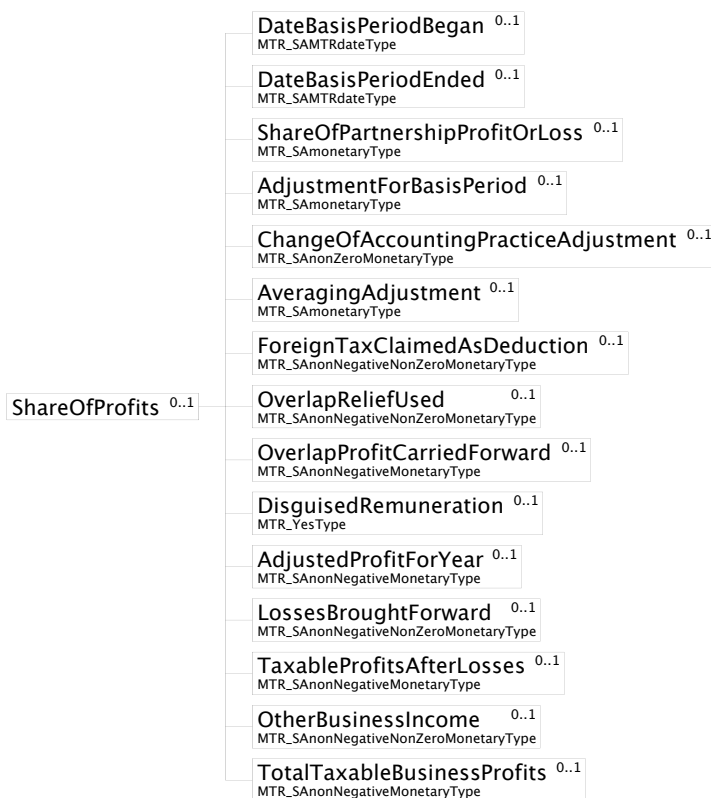 DateBasisPeriodBegan 0..1
MTR_SAMTRdateType
DateBasisPeriodEnded 0..1
MTR_SAMTRdateType
ShareOfPartnershipProfitOrLoss 0..1
MTR_SAmonetaryType
AdjustmentForBasisPeriod 0..1
MTR_SAmonetaryType
ChangeOfAccountingPracticeAdjustment 0..1
MTR_SAnonZeroMonetaryType
AveragingAdjustment 0..1
MTR_SAmonetaryType
ForeignTaxClaimedAsDeduction 0..1
MTR_SAnonNegativeNonZeroMonetaryType
ShareOfProfits 0..1
OverlapReliefUsed 0..1
MTR_SAnonNegativeNonZeroMonetaryType
OverlapProfitCarriedForward 0..1
MTR_SAnonNegativeMonetaryType
DisguisedRemuneration 0..1
MTR_YesType
AdjustedProfitForYear 0..1
MTR_SAnonNegativeMonetaryType
LossesBroughtForward 0..1
MTR_SAnonNegativeNonZeroMonetaryType
TaxableProfitsAfterLosses 0..1
MTR_SAnonNegativeMonetaryType
OtherBusinessIncome 0..1
MTR_SAnonNegativeNonZeroMonetaryType
TotalTaxableBusinessProfits 0..1
MTR_SAnonNegativeMonetaryType